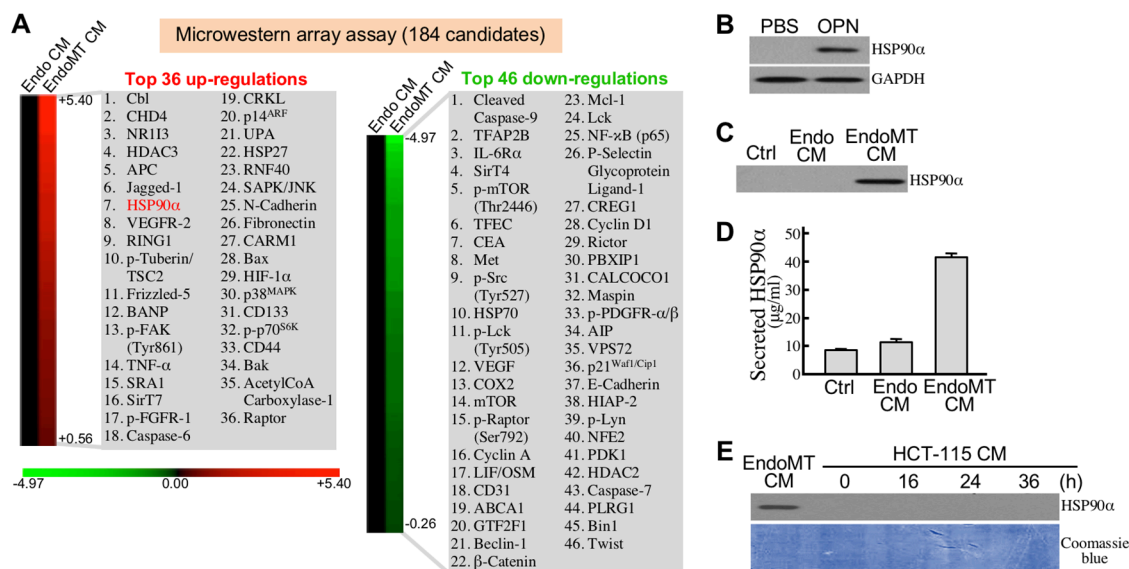 A
Microwestern array assay (184 candidates)
Endo CM
EndoMT CM
Top 36 up-regulations
+5.40
+0.56
1. Cbl
2. CHD4
3. NR1I3
4. HDAC3
5. APC
6. Jagged-1
7. HSP90α
8. VEGFR-2
9. RING1
10. p-Tuberin/
TSC2
11. Frizzled-5
12. BANP
13. p-FAK
(Tyr861)
14. TNF-α
15. SRA1
16. SirT7
17. p-FGFR-1
18. Caspase-6
19. CRKL
20. p14ARF
21. UPA
22. HSP27
23. RNF40
24. SAPK/JNK
25. N-Cadherin
26. Fibronectin
27. CARM1
28. Bax
29. HIF-1α
30. p38MAPK
31. CD133
32. p-p70S6K
33. CD44
34. Bak
35. AcetylCoA
Carboxylase-1
36. Raptor
-4.97
0.00
+5.40
Endo CM
EndoMT CM
Top 46 down-regulations
-4.97
-0.26
1. Cleaved
Caspase-9
2. TFAP2B
3. IL-6Rα
4. SirT4
5. p-mTOR
(Thr2446)
6. TFEC
7. CEA
8. Met
9. p-Src
(Tyr527)
10. HSP70
11. p-Lck
(Tyr505)
12. VEGF
13. COX2
14. mTOR
15. p-Raptor
(Ser792)
16. Cyclin A
17. LIF/OSM
18. CD31
19. ABCA1
20. GTF2F1
21. Beclin-1
22. β-Catenin
23. Mcl-1
24. Lck
25. NF-κB (p65)
26. P-Selectin
Glycoprotein
Ligand-1
27. CREG1
28. Cyclin D1
29. Rictor
30. PBXIP1
31. CALCOCO1
32. Maspin
33. p-PDGFR-α/β
34. AIP
35. VPS72
36. p21Waf1/Cip1
37. E-Cadherin
38. HIAP-2
39. p-Lyn
40. NFE2
41. PDK1
42. HDAC2
43. Caspase-7
44. PLRG1
45. Bin1
46. Twist
B
PBS OPN
HSP90α
GAPDH
C
Ctrl
Endo
CM
EndoMT
CM
HSP90α
D
Secreted HSP90α
(μg/ml)
50
40
30
20
10
0
Ctrl
Endo
CM
EndoMT
CM
E
EndoMT
CM
HCT-115 CM
0 16 24 36 (h)
HSP90α
Coomassie
blue